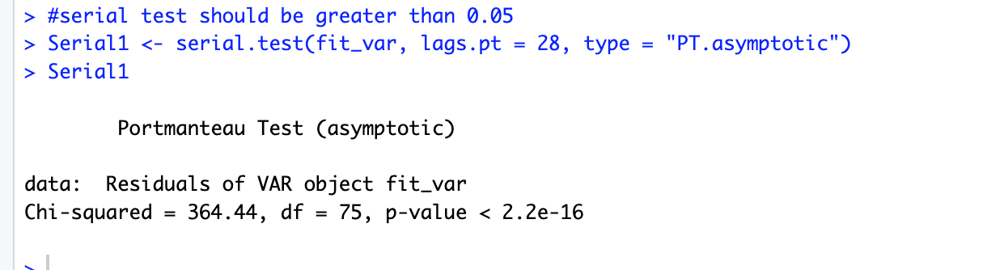 > #serial test should be greater than 0.05
> Serial1 <- serial.test(fit_var, lags.pt = 28, type = "PT.asymptotic")
> Serial1
Portmanteau Test (asymptotic)
data:  Residuals of VAR object fit_var
Chi-squared = 364.44, df = 75, p-value < 2.2e-16
>